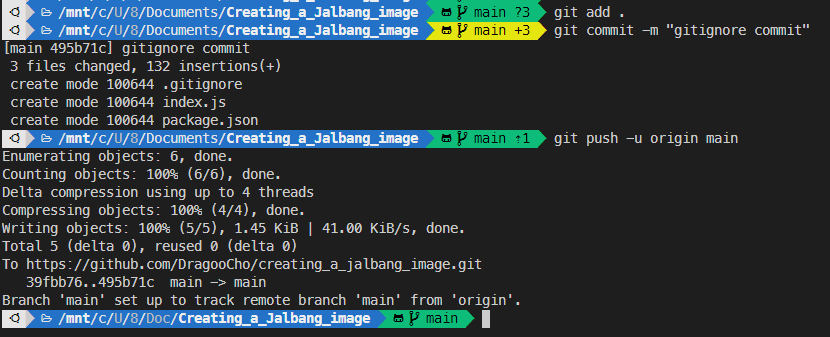 /mnt/c/U/8/Documents/Creating_a_Jalbang_image main ?3 git add .
/mnt/c/U/8/Documents/Creating_a_Jalbang_image main +3 git commit -m "gitignore commit"
[main 495b71c] gitignore commit
 3 files changed, 132 insertions(+)
 create mode 100644 .gitignore
 create mode 100644 index.js
 create mode 100644 package.json
/mnt/c/U/8/Documents/Creating_a_Jalbang_image main ⇡1 git push -u origin main
Enumerating objects: 6, done.
Counting objects: 100% (6/6), done.
Delta compression using up to 4 threads
Compressing objects: 100% (4/4), done.
Writing objects: 100% (5/5), 1.45 KiB | 41.00 KiB/s, done.
Total 5 (delta 0), reused 0 (delta 0)
To https://github.com/DragooCho/creating_a_jalbang_image.git
   39fbb76..495b71c  main -> main
Branch 'main' set up to track remote branch 'main' from 'origin'.
/mnt/c/U/8/Doc/Creating_a_Jalbang_image main